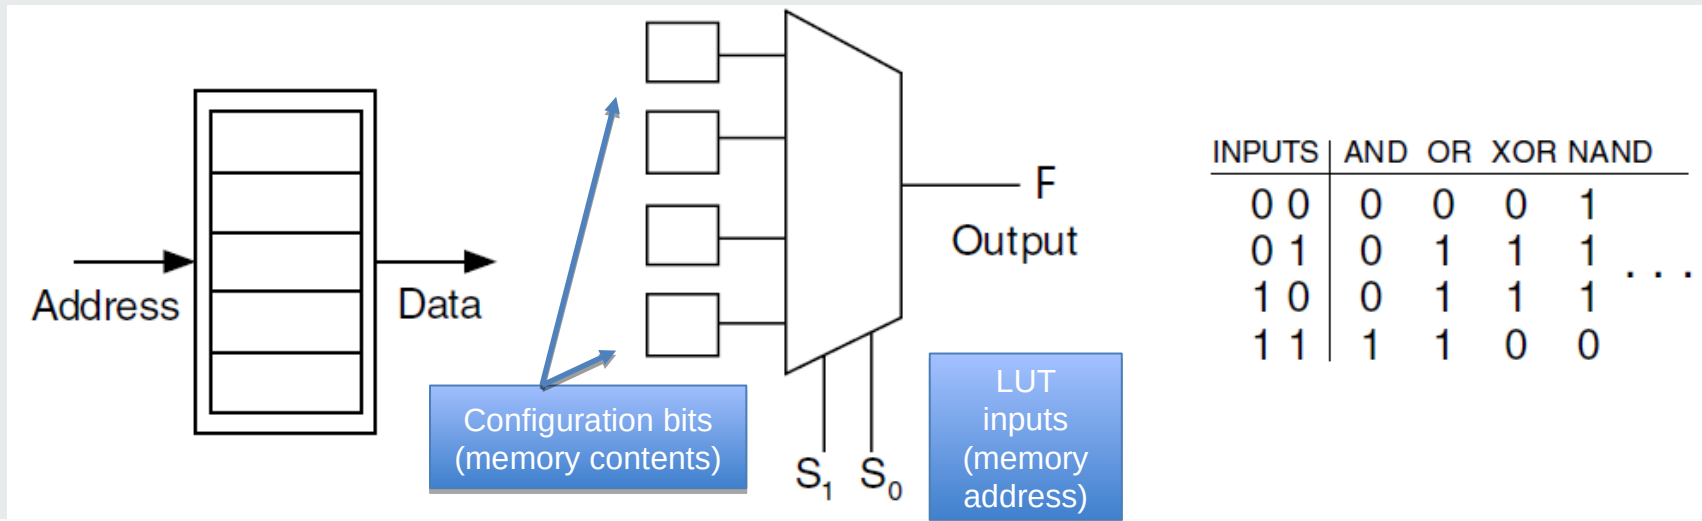 Address
Data
Configuration bits
(memory contents)
F
Output
S1 S0
LUT
inputs
(memory
address)
INPUTS AND OR XOR NAND
0 0 0 0 0 1
0 1 0 1 1 1
1 0 0 1 1 1
1 1 1 1 0 0
. . .